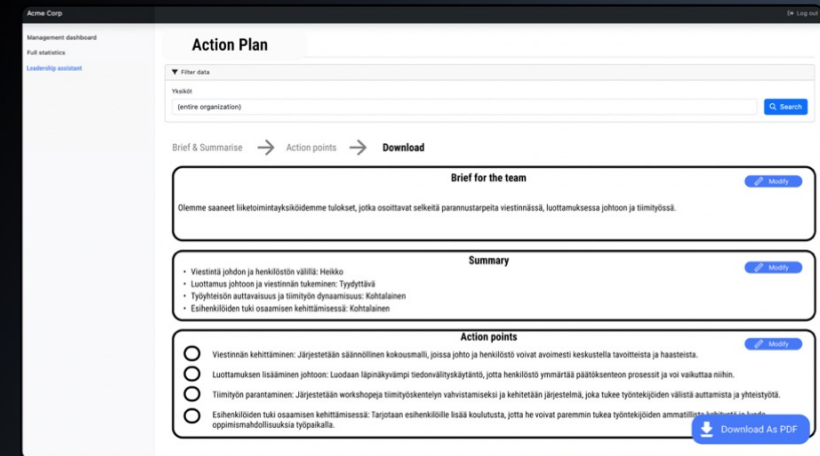 Acme Corp
Log out
Management dashboard
Full statistics
Leadership assistant
Action Plan
Filter data
Yksiköt
(entire organization)
Search
Brief & Summarise
Action points
Download
Brief for the team
Modify
Olemme saaneet liiketoimintayksiköidemme tulokset, jotka osoittavat selkeitä parannustarpeita viestinnässä, luottamuksessa johtoon ja tiimityössä.
Summary
Modify
• Viestintä johdon ja henkilöstön välillä: Heikko
• Luottamus johtoon ja viestinnän tukeminen: Tyydyttävä
• Työyhteisön auttavaisuus ja tiimityön dynaamisuus: Kohtalainen
• Esihenkilöiden tuki osaamisen kehittämisessä: Kohtalainen
Action points
Modify
Viestinnän kehittäminen: Järjestetään säännöllinen kokousmalli, joissa johto ja henkilöstö voivat avoimesti keskustella tavoitteista ja haasteista.
Luottamuksen lisääminen johtoon: Luodaan läpinäkyvämpi tiedonvälityskäytäntö, jotta henkilöstö ymmärtää päätöksenteon prosessit ja voi vaikuttaa niihin.
Tiimityön parantaminen: Järjestetään workshopeja tiimityöskentelyn vahvistamiseksi ja kehitetään järjestelmä, joka tukee työntekijöiden välistä auttamista ja yhteistyötä.
Esihenkilöiden tuki osaamisen kehittämisessä: Tarjotaan esihenkilöille lisää koulutusta, jotta he voivat paremmin tukea työntekijöiden ammatillista
oppimismahdollisuuksia työpaikalla.
Download As PDF